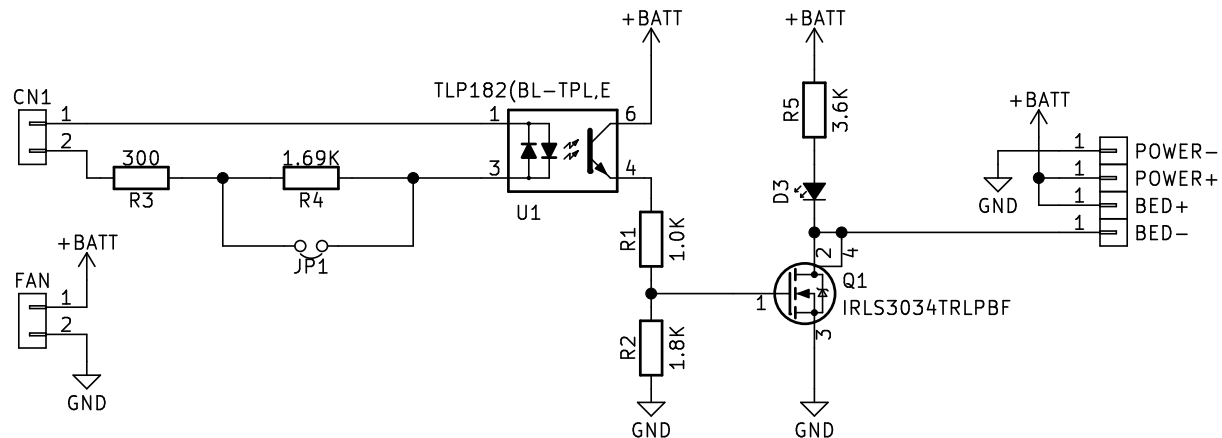 +BATT
+BATT
TLP182(BL-TPL,E
CN1
1
2
300
R3
1.69K
R4
JP1
1
3
6
4
U1
R5
3.6K
D3
+BATT
1
POWER-
1
POWER+
1
BED+
1
BED-
GND
R1
1.0K
2
4
Q1
1
IRLS3034TRLPBF
3
R2
1.8K
+BATT
FAN
1
2
GND
GND
GND